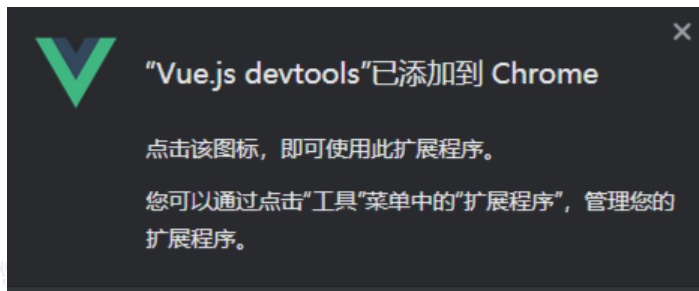 “Vue.js devtools”已添加到 Chrome
点击该图标，即可使用此扩展程序。
您可以通过点击“工具”菜单中的“扩展程序”，管理您的
扩展程序。